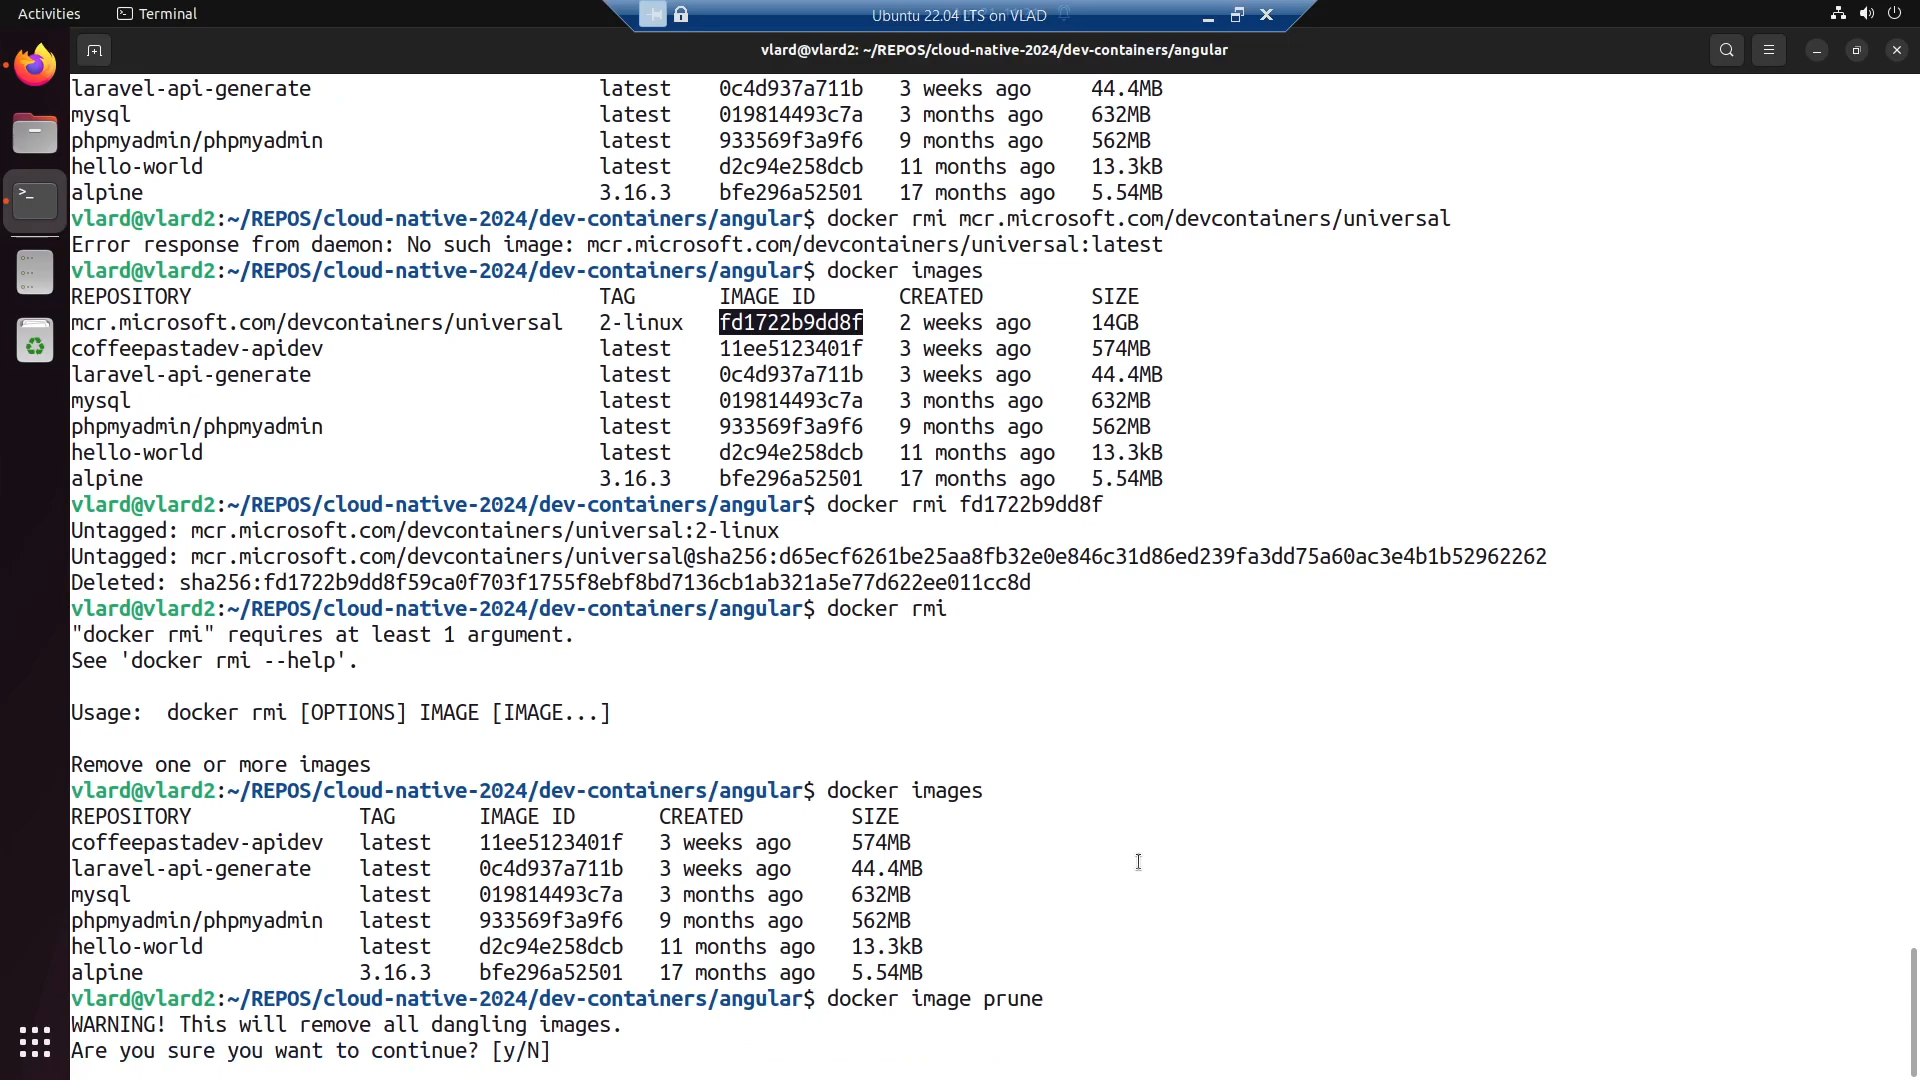 Activities Terminal Ubuntu 22.04 LTS on VLAD
vlard@vlard2: ~/REPOS/cloud-native-2024/dev-containers/angular
laravel-api-generate latest 0c4d937a711b 3 weeks ago 44.4MB
mysql latest 019814493c7a 3 months ago 632MB
phpmyadmin/phpmyadmin latest 933569f3a9f6 9 months ago 562MB
hello-world latest d2c94e258dcb 11 months ago 13.3kB
alpine 3.16.3 bfe296a52501 17 months ago 5.54MB
vlard@vlard2:~/REPOS/cloud-native-2024/dev-containers/angular$ docker rmi mcr.microsoft.com/devcontainers/universal
Error response from daemon: No such image: mcr.microsoft.com/devcontainers/universal:latest
vlard@vlard2:~/REPOS/cloud-native-2024/dev-containers/angular$ docker images
REPOSITORY TAG IMAGE ID CREATED SIZE
mcr.microsoft.com/devcontainers/universal 2-linux fd1722b9dd8f 2 weeks ago 14GB
coffeepastadev-apidev latest 11ee5123401f 3 weeks ago 574MB
laravel-api-generate latest 0c4d937a711b 3 weeks ago 44.4MB
mysql latest 019814493c7a 3 months ago 632MB
phpmyadmin/phpmyadmin latest 933569f3a9f6 9 months ago 562MB
hello-world latest d2c94e258dcb 11 months ago 13.3kB
alpine 3.16.3 bfe296a52501 17 months ago 5.54MB
vlard@vlard2:~/REPOS/cloud-native-2024/dev-containers/angular$ docker rmi fd1722b9dd8f
Untagged: mcr.microsoft.com/devcontainers/universal:2-linux
Untagged: mcr.microsoft.com/devcontainers/universal@sha256:d65ecf6261be25aa8fb32e0e846c31d86ed239fa3dd75a60ac3e4b1b52962262
Deleted: sha256:fd1722b9dd8f59ca0f703f1755f8ebf8bd7136cb1ab321a5e77d622ee011cc8d
vlard@vlard2:~/REPOS/cloud-native-2024/dev-containers/angular$ docker rmi
"docker rmi" requires at least 1 argument.
See 'docker rmi --help'.
Usage:  docker rmi [OPTIONS] IMAGE [IMAGE...]
Remove one or more images
vlard@vlard2:~/REPOS/cloud-native-2024/dev-containers/angular$ docker images
REPOSITORY TAG IMAGE ID CREATED SIZE
coffeepastadev-apidev latest 11ee5123401f 3 weeks ago 574MB
laravel-api-generate latest 0c4d937a711b 3 weeks ago 44.4MB
mysql latest 019814493c7a 3 months ago 632MB
phpmyadmin/phpmyadmin latest 933569f3a9f6 9 months ago 562MB
hello-world latest d2c94e258dcb 11 months ago 13.3kB
alpine 3.16.3 bfe296a52501 17 months ago 5.54MB
vlard@vlard2:~/REPOS/cloud-native-2024/dev-containers/angular$ docker image prune
WARNING! This will remove all dangling images.
Are you sure you want to continue? [y/N]